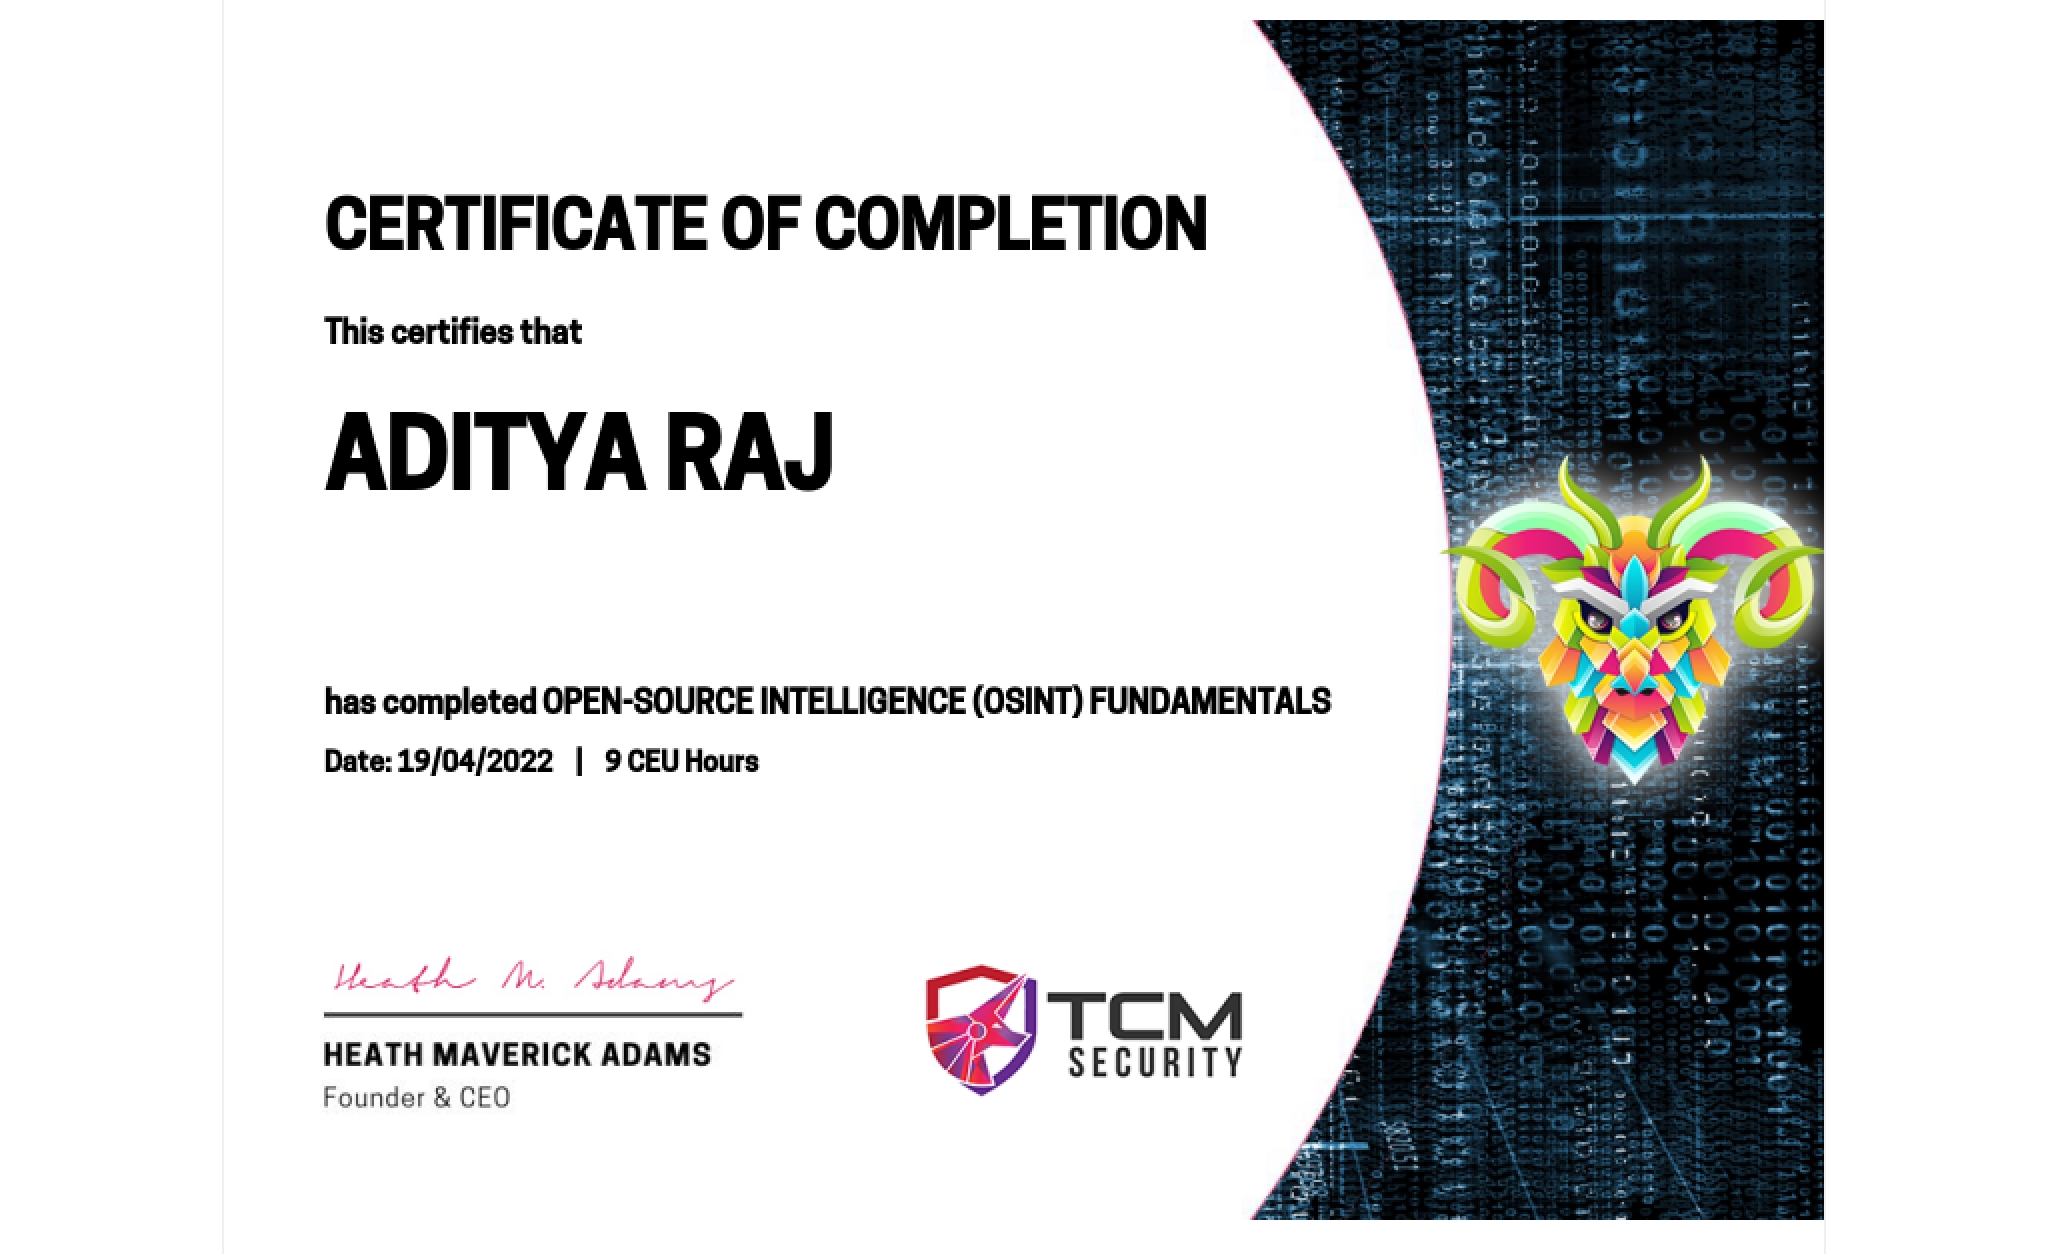 CERTIFICATE OF COMPLETION
This certifies that
ADITYA RAJ
has completed OPEN-SOURCE INTELLIGENCE (OSINT) FUNDAMENTALS
Date: 19/04/2022 | 9 CEU Hours
Heath M. Adams
HEATH MAVERICK ADAMS
Founder & CEO
TCM
SECURITY